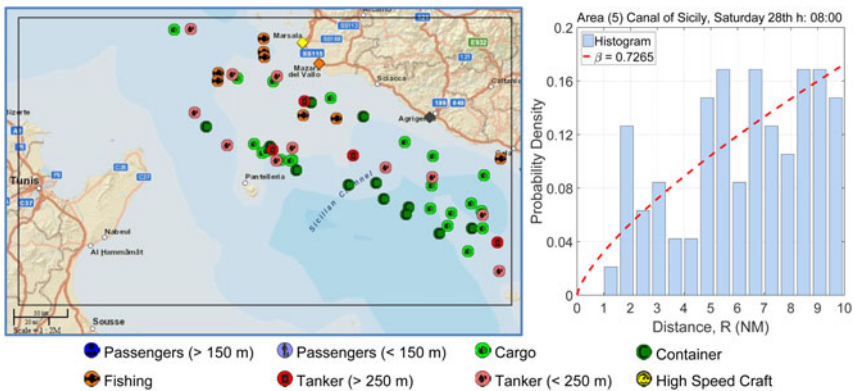 Area (5) Canal of Sicily, Saturday 28th h: 08:00
Marsala
SS115
Mazara del Vallo
Sciacca
Agrigen
Pantelleria
Sicilian Channel
Tunis
Nabeul
Al Ḥammāmāt
Sousse
Histogram
β = 0.7265
Probability Density
0.2
0.16
0.12
0.08
0.04
0
0 1 2 3 4 5 6 7 8 9 10
Distance, R (NM)
Passengers (> 150 m) Passengers (< 150 m) Cargo Container
Fishing Tanker (> 250 m) Tanker (< 250 m) High Speed Craft